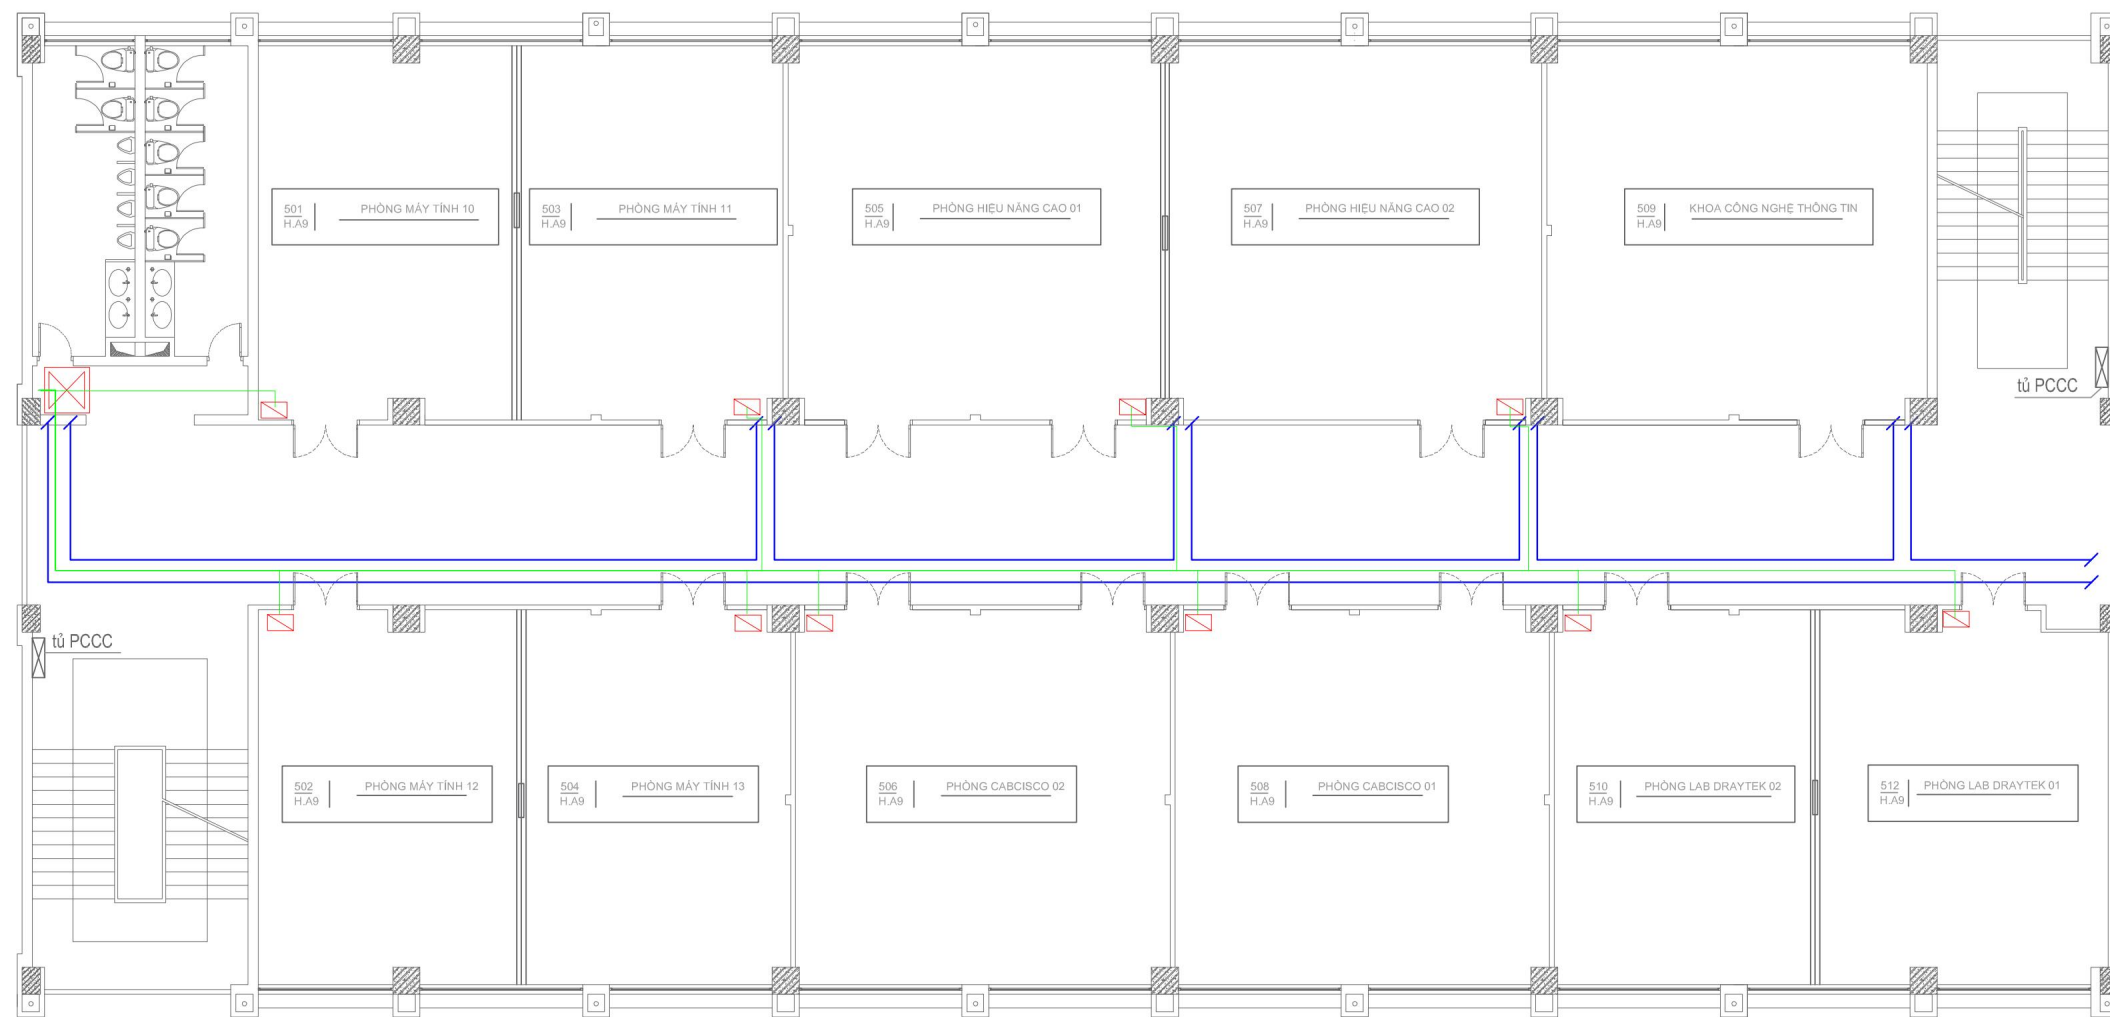 501
H.A9
PHÒNG MÁY TÍNH 10
503
H.A9
PHÒNG MÁY TÍNH 11
505
H.A9
PHÒNG HIỆU NĂNG CAO 01
507
H.A9
PHÒNG HIỆU NĂNG CAO 02
509
H.A9
KHOA CÔNG NGHỆ THÔNG TIN
tủ PCCC
tủ PCCC
502
H.A9
PHÒNG MÁY TÍNH 12
504
H.A9
PHÒNG MÁY TÍNH 13
506
H.A9
PHÒNG CABCISCO 02
508
H.A9
PHÒNG CABCISCO 01
510
H.A9
PHÒNG LAB DRAYTEK 02
512
H.A9
PHÒNG LAB DRAYTEK 01